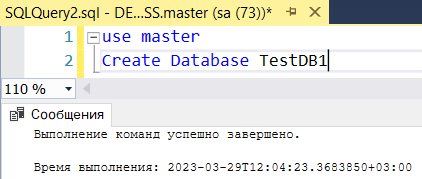 SQLQuery2.sql - DE...SS.master (sa (73))*
1 use master
2 Create Database TestDB1
110 %
Сообщения
Выполнение команд успешно завершено.
Время выполнения: 2023-03-29T12:04:23.3683850+03:00